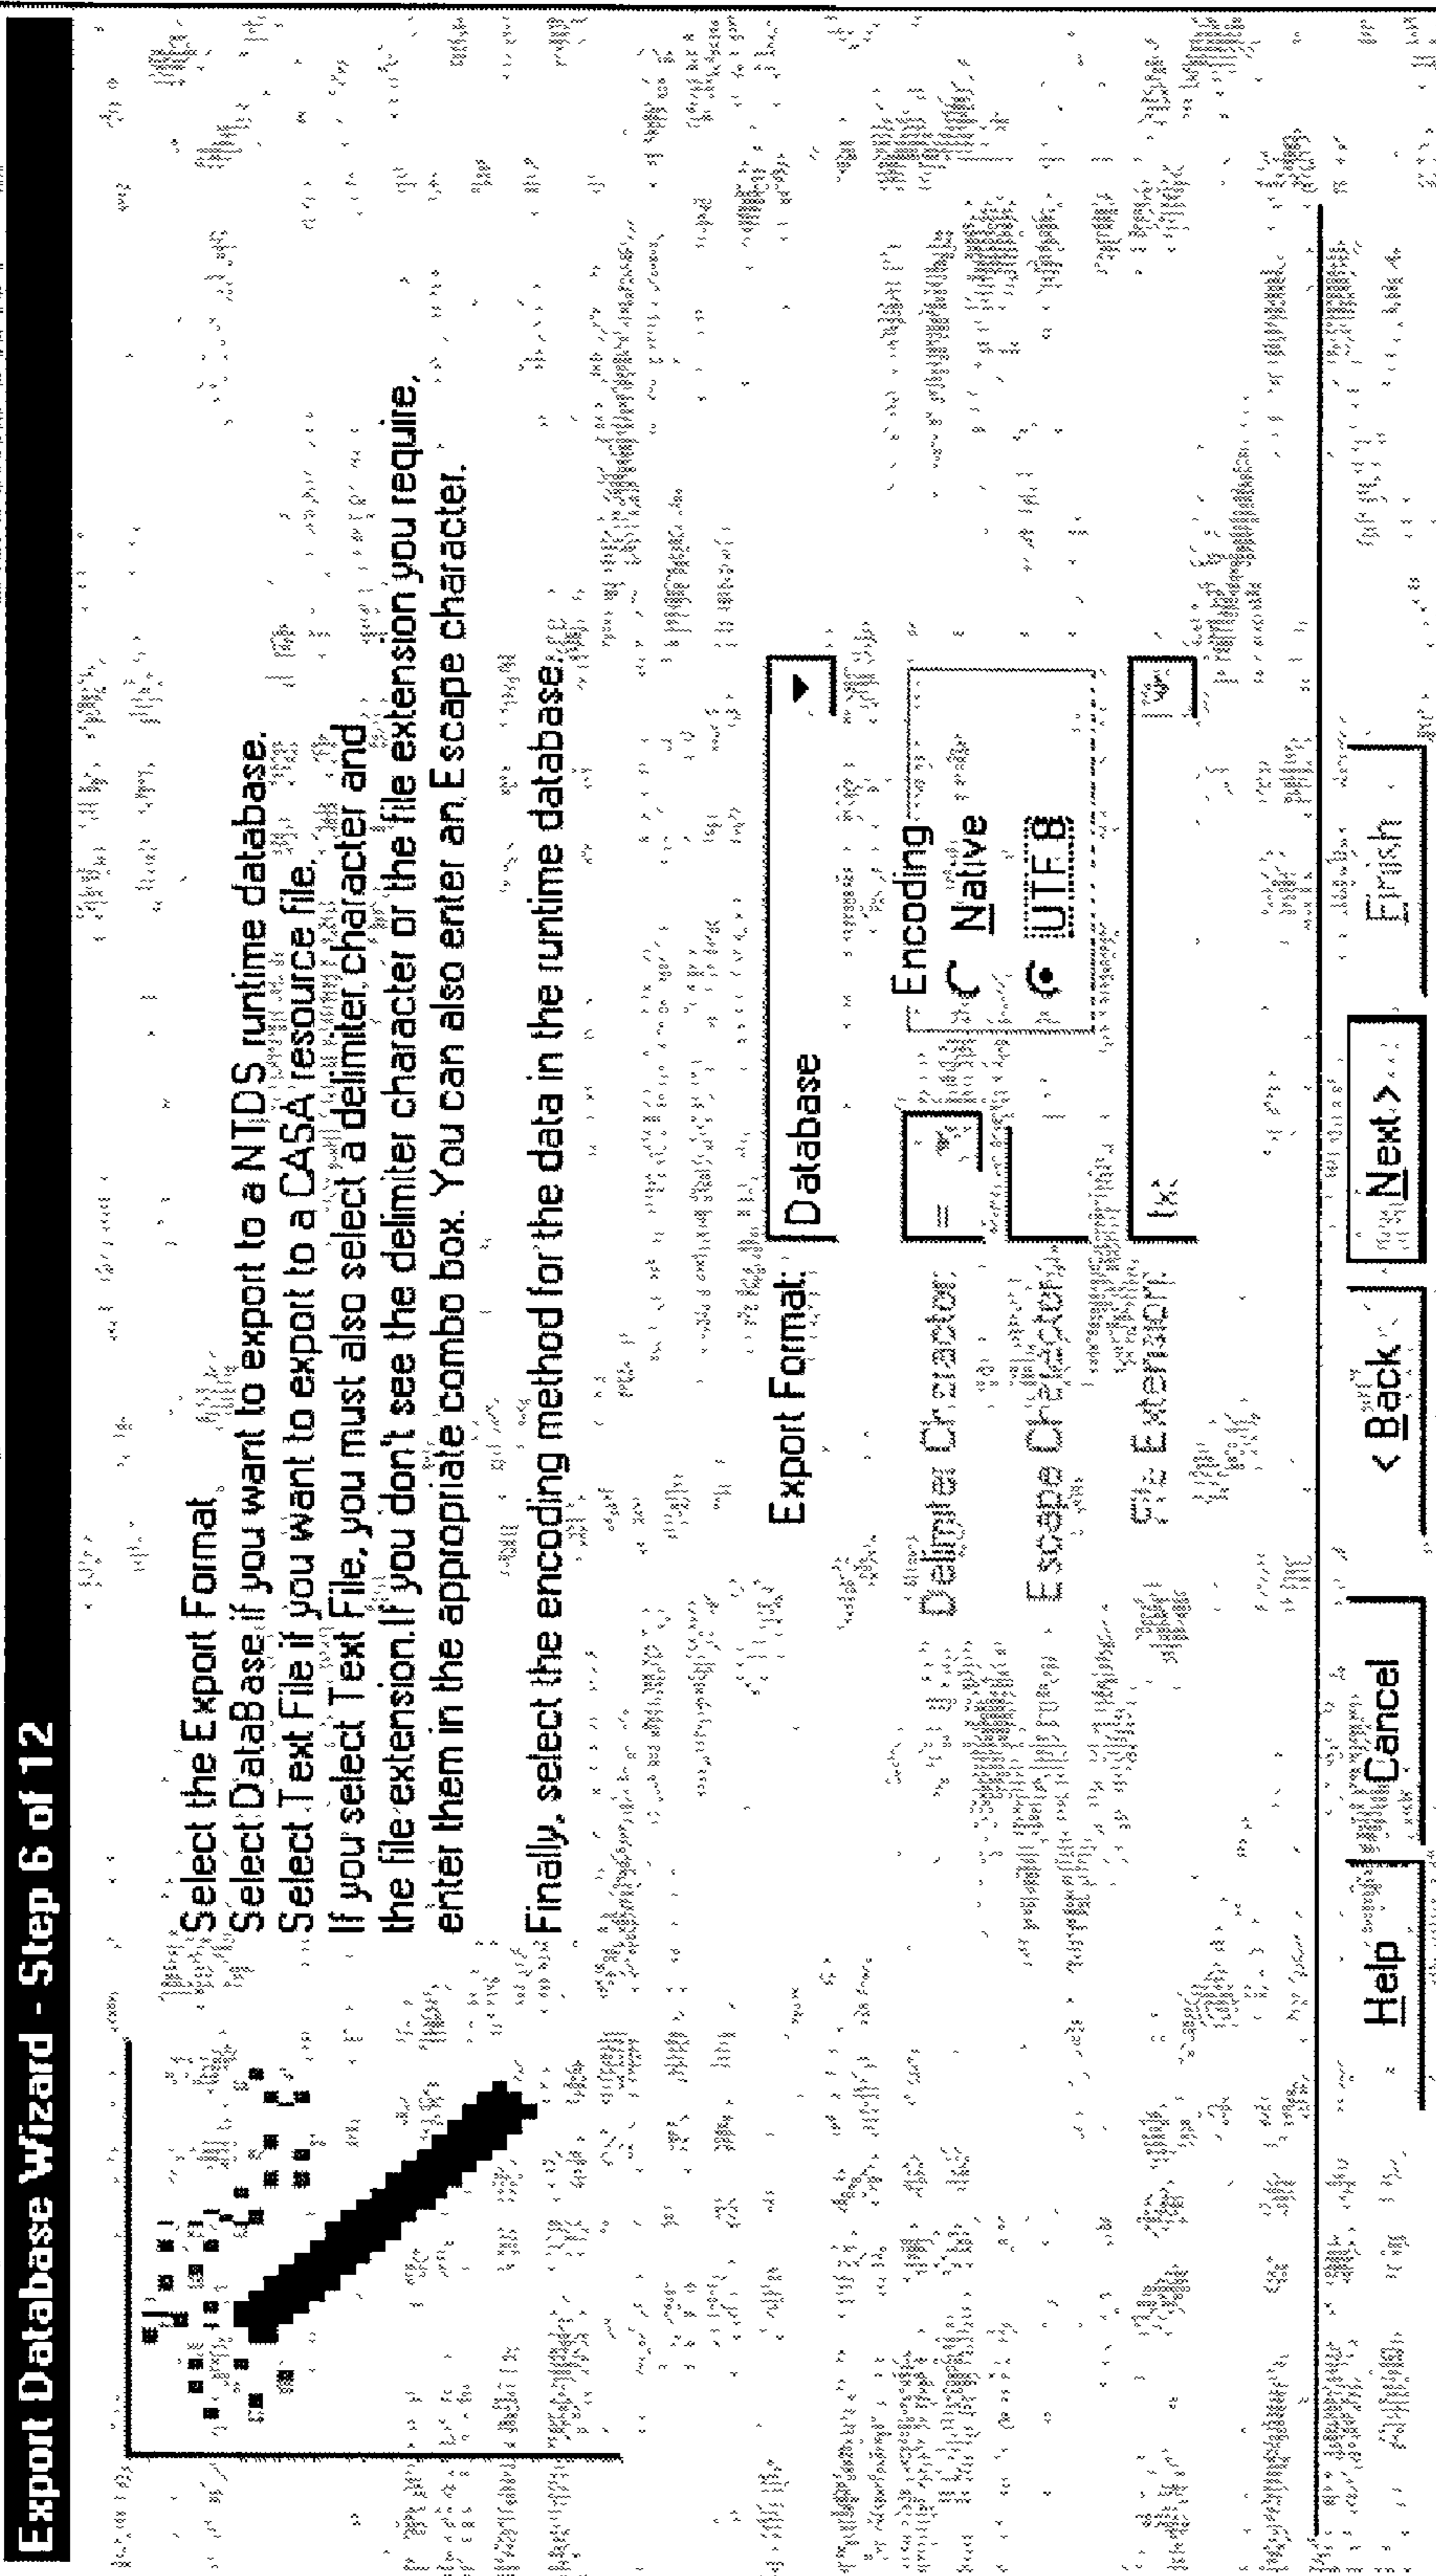 Export Database Wizard - Step 6 of 12
Select the Export Format
Select DataBase if you want to export to a NTDS runtime database.
Select Text File if you want to export to a CASA resource file.
If you select Text File, you must also select a delimiter character and
the file extension. If you don't see the delimiter character or the file extension you require,
enter them in the appropriate combo box. You can also enter an Escape character.
Finally, select the encoding method for the data in the runtime database.
Export Format: Database
Encoding
Delimiter Character: =
Native
Escape Character:
UTF8
File Extension:
Help Cancel < Back Next > Finish